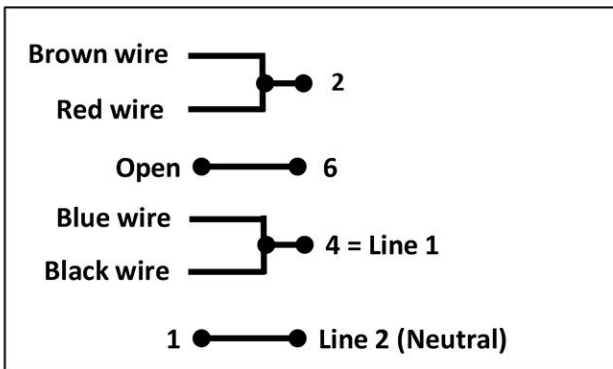 Brown wire
2
Red wire
Open 6
Blue wire
4 = Line 1
Black wire
1 Line 2 (Neutral)